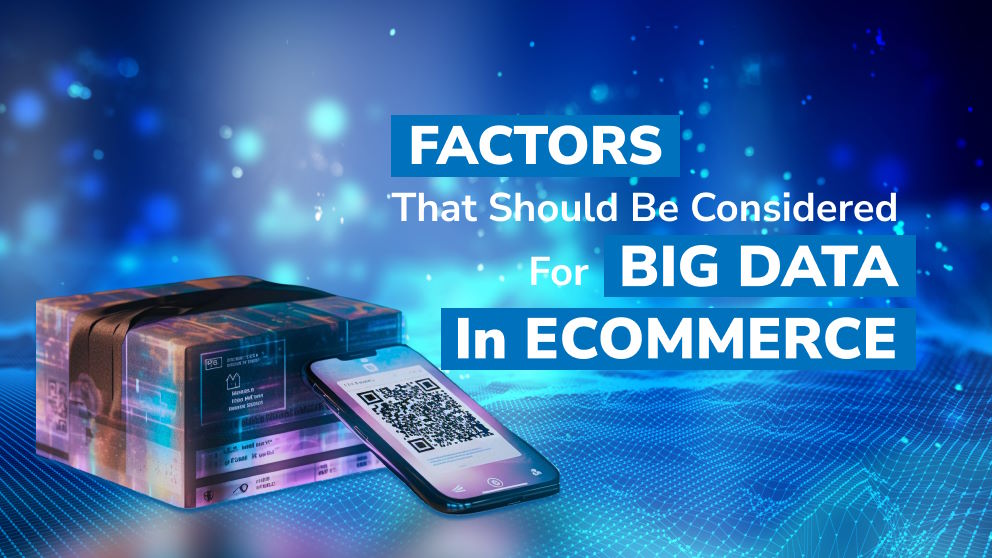 FACTORS
That Should Be Considered
For BIG DATA
In ECOMMERCE